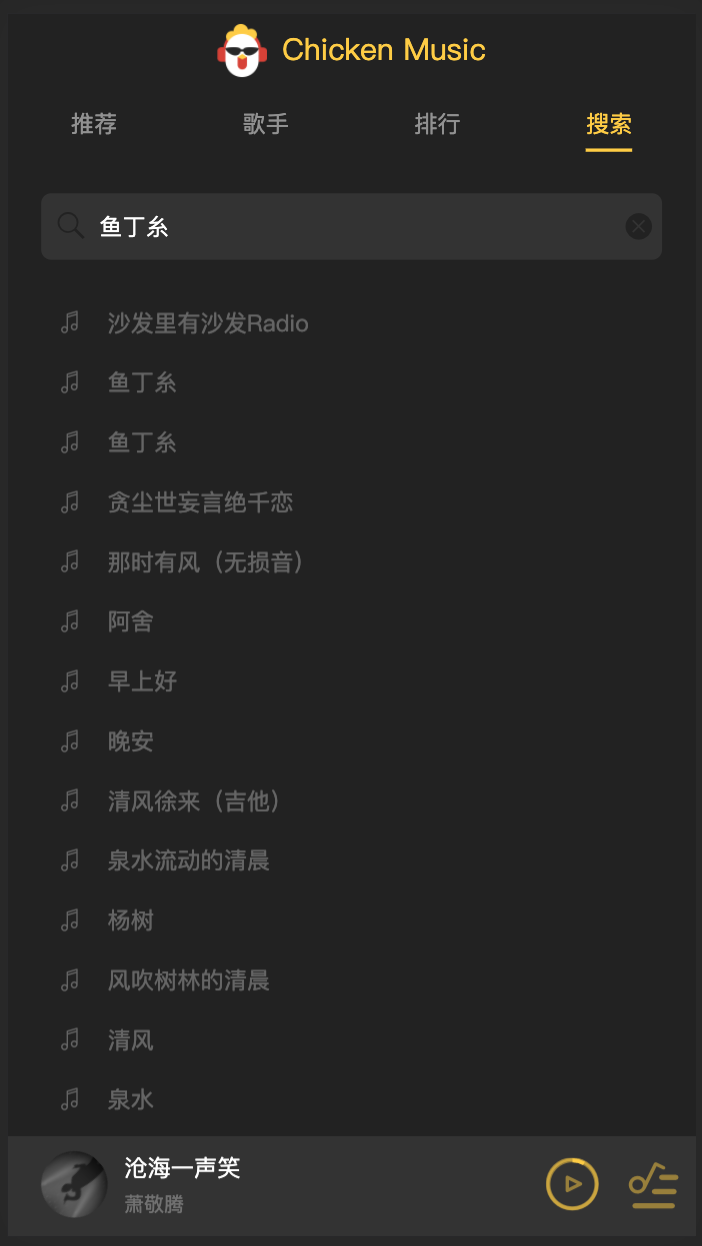 Chicken Music
推荐 歌手 排行 搜索
鱼丁糸
沙发里有沙发Radio
鱼丁糸
鱼丁糸
贪尘世妄言绝千恋
那时有风（无损音）
阿舍
早上好
晚安
清风徐来（吉他）
泉水流动的清晨
杨树
风吹树林的清晨
清风
泉水
沧海一声笑
萧敬腾